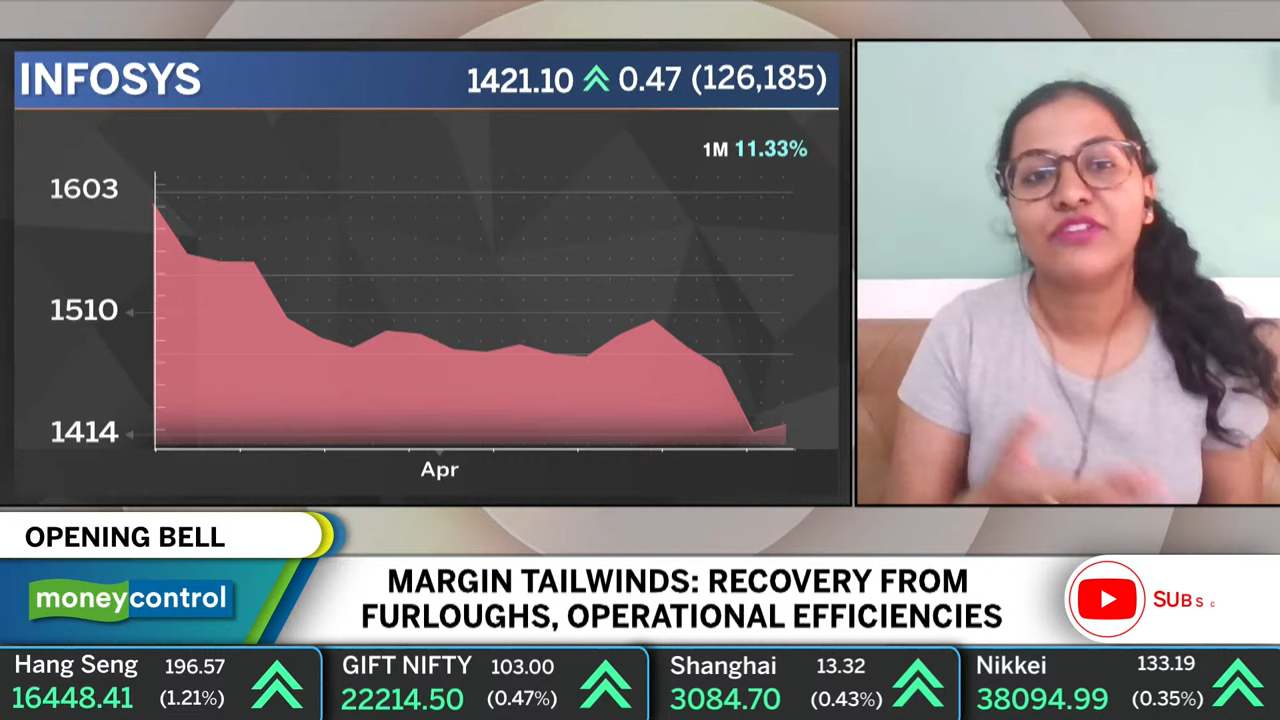 INFOSYS
1421.10 0.47 (126,185)
1M 11.33%
1603
1510
1414
Apr
OPENING BELL
moneycontrol
MARGIN TAILWINDS: RECOVERY FROM
FURLOUGHS, OPERATIONAL EFFICIENCIES
SUBSC
Hang Seng 196.57
16448.41 (1.21%)
GIFT NIFTY 103.00
22214.50 (0.47%)
Shanghai 13.32
3084.70 (0.43%)
Nikkei 133.19
38094.99 (0.35%)